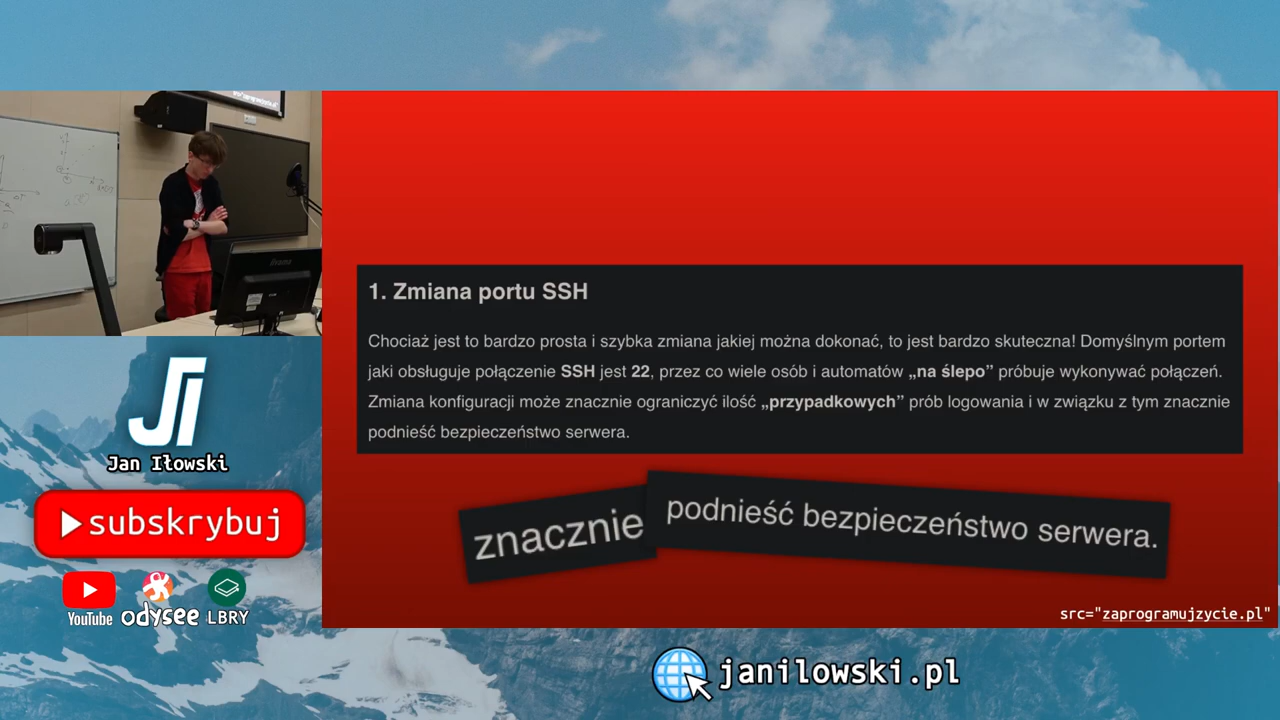 1. Zmiana portu SSH
Chociaż jest to bardzo prosta i szybka zmiana jakiej można dokonać, to jest bardzo skuteczna! Domyślnym portem
jaki obsługuje połączenie SSH jest 22, przez co wiele osób i automatów „na ślepo” próbuje wykonywać połączeń.
Zmiana konfiguracji może znacznie ograniczyć ilość „przypadkowych” prób logowania i w związku z tym znacznie
podnieść bezpieczeństwo serwera.
znacznie
podnieść bezpieczeństwo serwera.
src="zaprogramujzycie.pl"
JI
Jan Iłowski
subskrybuj
YouTube odysee LBRY
janilowski.pl